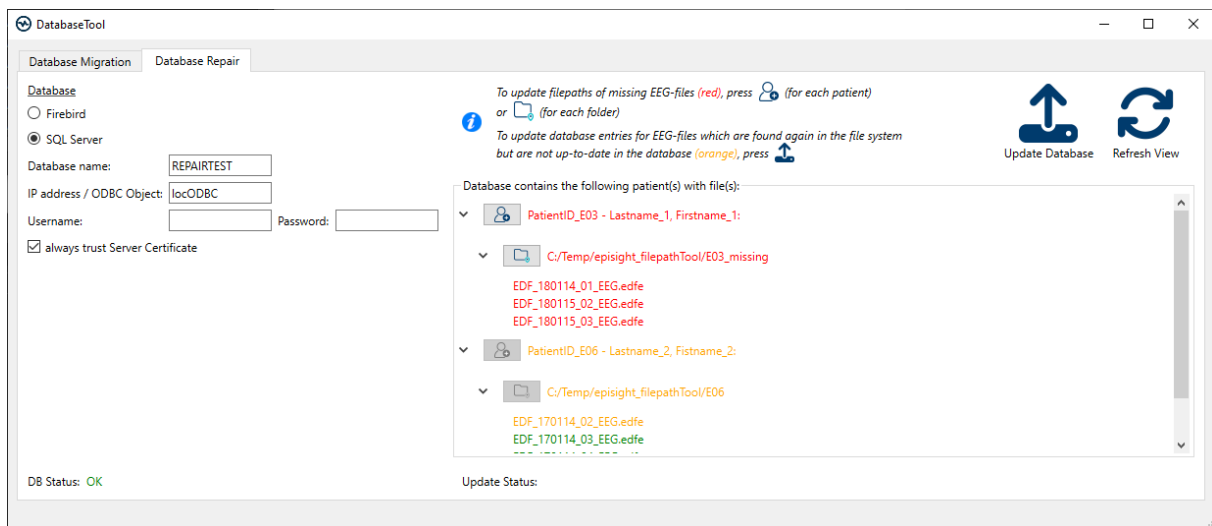 DatabaseTool
Database Migration
Database Repair
Database
Firebird
SQL Server
Database name: REPAIRTEST
IP address / ODBC Object: locODBC
Username:
Password:
always trust Server Certificate
DB Status: OK
To update filepaths of missing EEG-files (red), press (for each patient)
or (for each folder)
To update database entries for EEG-files which are found again in the file system
but are not up-to-date in the database (orange), press
Update Database
Refresh View
Database contains the following patient(s) with file(s):
PatientID_E03 - Lastname_1, Firstname_1:
C:/Temp/episight_filepathTool/E03_missing
EDF_180114_01_EEG.edfe
EDF_180115_02_EEG.edfe
EDF_180115_03_EEG.edfe
PatientID_E06 - Lastname_2, Fistname_2:
C:/Temp/episight_filepathTool/E06
EDF_170114_02_EEG.edfe
EDF_170114_03_EEG.edfe
Update Status: